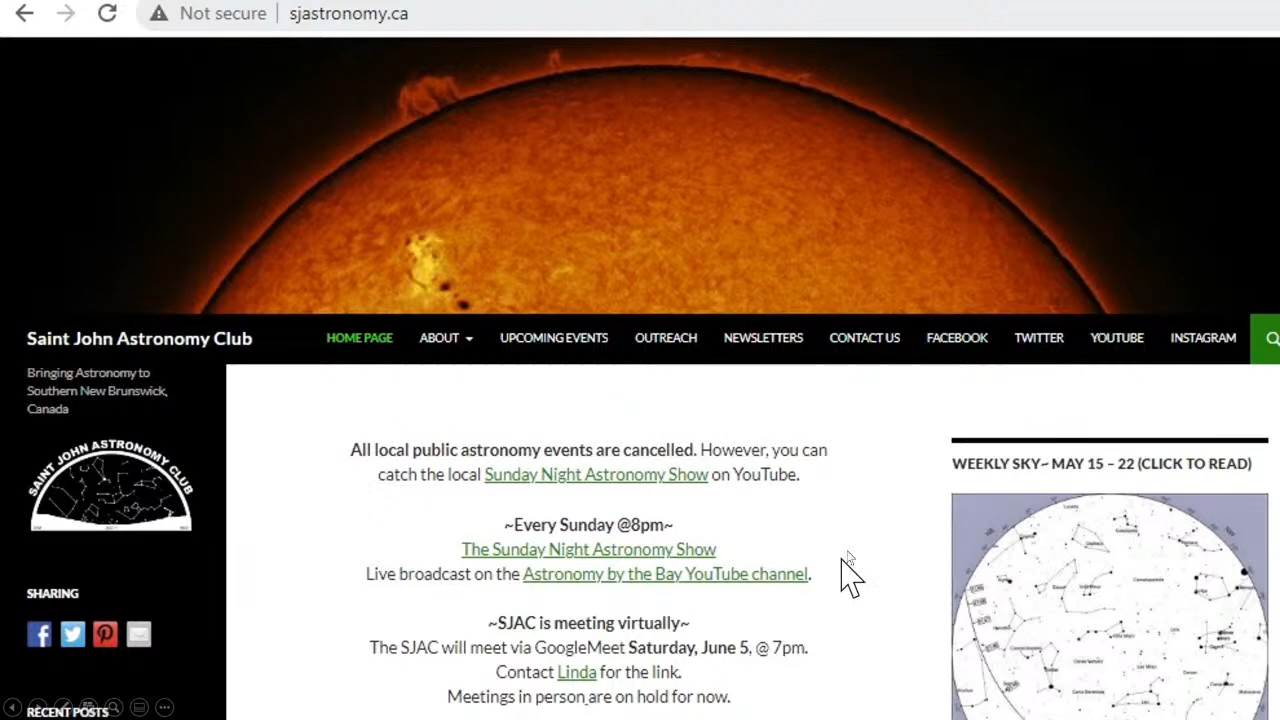 Not secure
sjastronomy.ca
Saint John Astronomy Club
HOME PAGE
ABOUT
UPCOMING EVENTS
OUTREACH
NEWSLETTERS
CONTACT US
FACEBOOK
TWITTER
YOUTUBE
INSTAGRAM
Bringing Astronomy to
Southern New Brunswick,
Canada
SAINT JOHN ASTRONOMY CLUB
SHARING
RECENT POSTS
All local public astronomy events are cancelled. However, you can
catch the local Sunday Night Astronomy Show on YouTube.
~Every Sunday @8pm~
The Sunday Night Astronomy Show
Live broadcast on the Astronomy by the Bay YouTube channel.
~SJAC is meeting virtually~
The SJAC will meet via GoogleMeet Saturday, June 5, @ 7pm.
Contact Linda for the link.
Meetings in person are on hold for now.
WEEKLY SKY~ MAY 15 – 22 (CLICK TO READ)